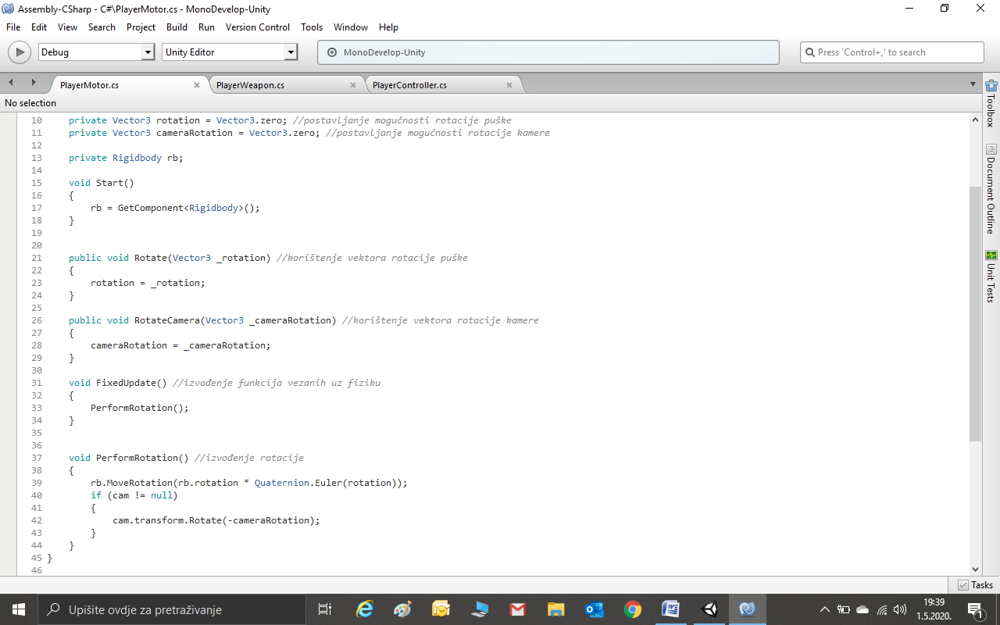 Assembly-CSharp - C#\PlayerMotor.cs - MonoDevelop-Unity
File Edit View Search Project Build Run Version Control Tools Window Help
Debug Unity Editor MonoDevelop-Unity Press 'Control+,' to search
PlayerMotor.cs PlayerWeapon.cs PlayerController.cs
No selection
10 private Vector3 rotation = Vector3.zero; //postavljanje mogućnosti rotacije puške
11 private Vector3 cameraRotation = Vector3.zero; //postavljanje mogućnosti rotacije kamere
12
13 private Rigidbody rb;
14
15 void Start()
16 {
17 rb = GetComponent<Rigidbody>();
18 }
19
20
21 public void Rotate(Vector3 _rotation) //korištenje vektora rotacije puške
22 {
23 rotation = _rotation;
24 }
25
26 public void RotateCamera(Vector3 _cameraRotation) //korištenje vektora rotacije kamere
27 {
28 cameraRotation = _cameraRotation;
29 }
30
31 void FixedUpdate() //izvođenje funkcija vezanih uz fiziku
32 {
33 PerformRotation();
34 }
35
36
37 void PerformRotation() //izvođenje rotacije
38 {
39 rb.MoveRotation(rb.rotation * Quaternion.Euler(rotation));
40 if (cam != null)
41 {
42 cam.transform.Rotate(-cameraRotation);
43 }
44 }
45 }
46
Toolbox
Document Outline
Unit Tests
Tasks
Upišite ovdje za pretraživanje
19:39
1.5.2020.
1